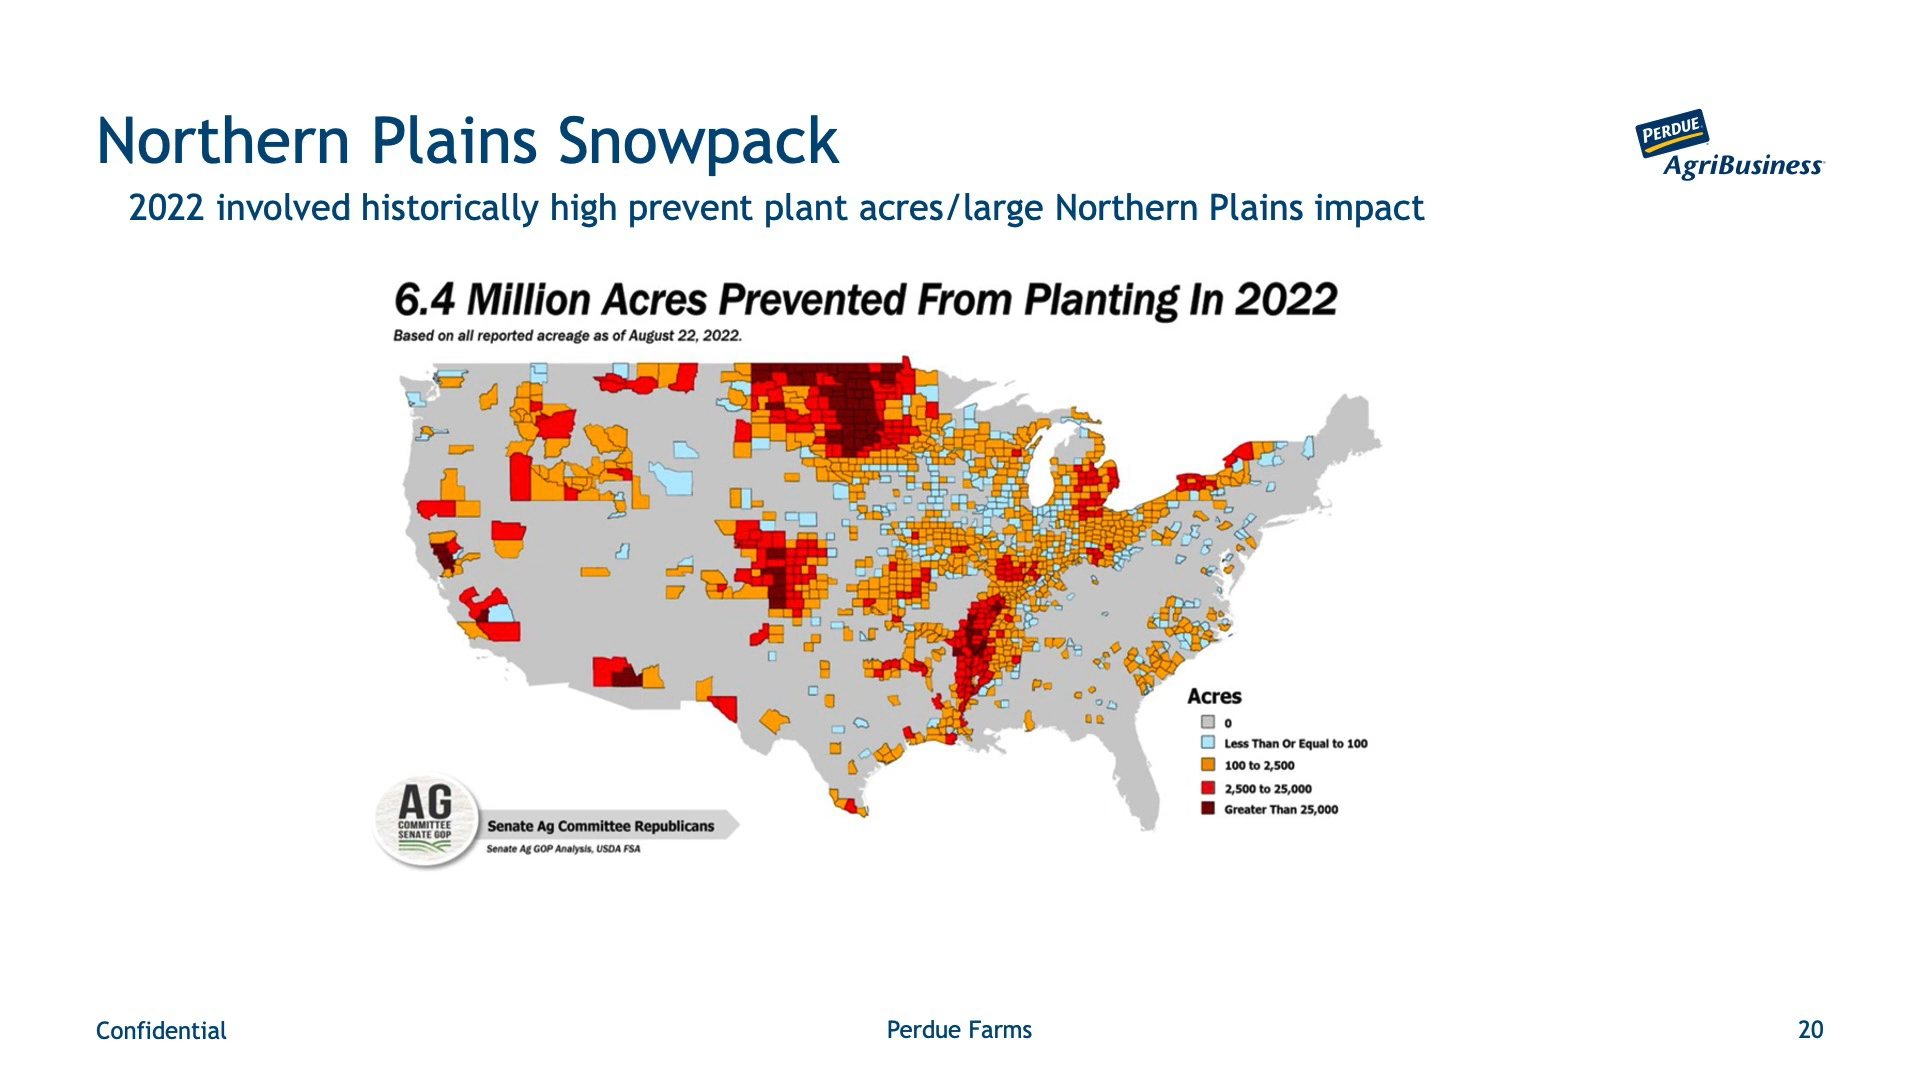 Northern Plains Snowpack
PERDUE
AgriBusiness
2022 involved historically high prevent plant acres/large Northern Plains impact
6.4 Million Acres Prevented From Planting In 2022
Based on all reported acreage as of August 22, 2022.
Acres
0
Less Than Or Equal to 100
100 to 2,500
2,500 to 25,000
Greater Than 25,000
AG
COMMITTEE
SENATE GOP
Senate Ag Committee Republicans
Senate Ag GOP Analysis, USDA FSA
Confidential
Perdue Farms
20